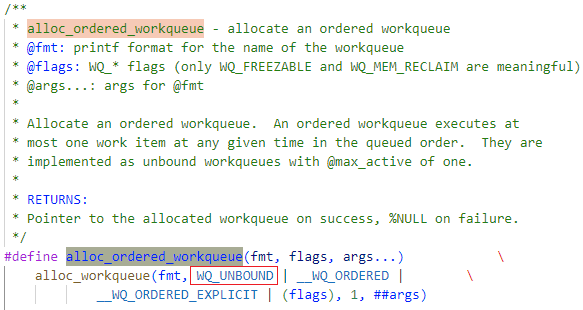 /**
 * alloc_ordered_workqueue - allocate an ordered workqueue
 * @fmt: printf format for the name of the workqueue
 * @flags: WQ_* flags (only WQ_FREEZABLE and WQ_MEM_RECLAIM are meaningful)
 * @args...: args for @fmt
 *
 * Allocate an ordered workqueue.  An ordered workqueue executes at
 * most one work item at any given time in the queued order.  They are
 * implemented as unbound workqueues with @max_active of one.
 *
 * RETURNS:
 * Pointer to the allocated workqueue on success, %NULL on failure.
 */
#define alloc_ordered_workqueue(fmt, flags, args...)			\
	alloc_workqueue(fmt, WQ_UNBOUND | __WQ_ORDERED |		\
			__WQ_ORDERED_EXPLICIT | (flags), 1, ##args)